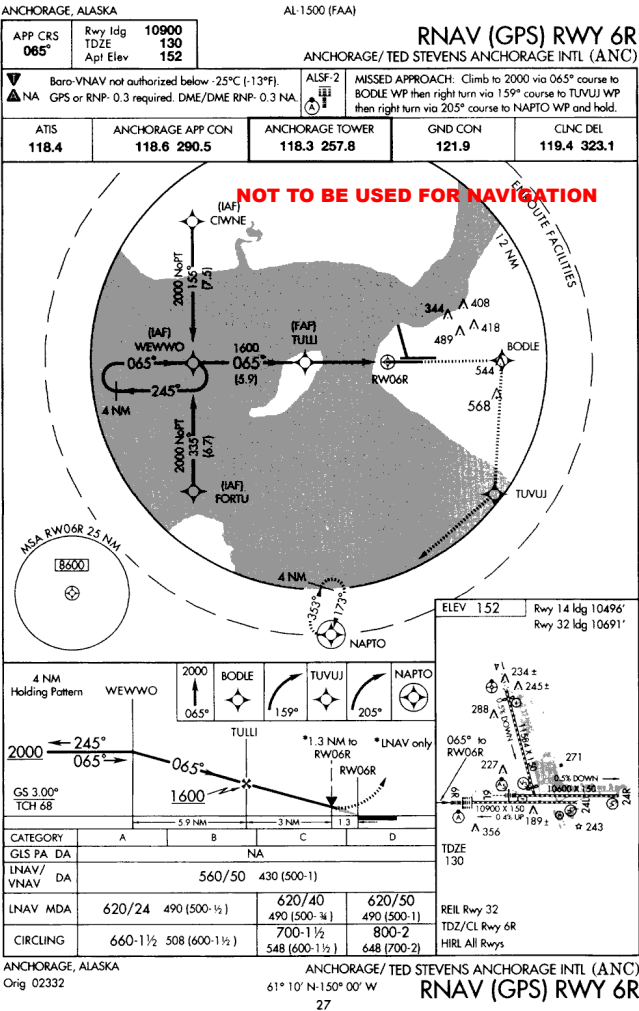 ANCHORAGE, ALASKA
AL-1500 (FAA)
APP CRS
065°
Rwy ldg 10900
TDZE 130
Apt Elev 152
RNAV (GPS) RWY 6R
ANCHORAGE/ TED STEVENS ANCHORAGE INTL (ANC)
T
A NA
Baro-VNAV not authorized below -25°C (-13°F).
GPS or RNP- 0.3 required. DME/DME RNP- 0.3 NA.
ALSF-2
A
MISSED APPROACH: Climb to 2000 via 065° course to
BODLE WP then right turn via 159° course to TUVUJ WP
then right turn via 205° course to NAPTO WP and hold.
ATIS
118.4
ANCHORAGE APP CON
118.6 290.5
ANCHORAGE TOWER
118.3 257.8
GND CON
121.9
CLNC DEL
119.4 323.1
NOT TO BE USED FOR NAVIGATION
ENROUTE FACILITIES
12 NM
(IAF)
CIWNE
2000 NoPT
155°
(7.5)
(IAF)
WEWWO
065°
245°
4 NM
1600
065°
(5.9)
(FAF)
TULLI
RW06R
344
408
418
489
BODLE
544
568
2000 NoPT
335°
(6.7)
(IAF)
FORTU
TUVUJ
MSA RW06R 25 NM
8600
4 NM
353°
173°
NAPTO
ELEV 152
Rwy 14 ldg 10496'
Rwy 32 ldg 10691'
234 ±
245 ±
288
0.5% DOWN
11584 X 150
065° to
RW06R
227
271
0.5% DOWN
10600 X 150
6R
6L
10900 X 150
0.4% UP
24L
24R
189 ±
243
356
A
TDZE
130
REIL Rwy 32
TDZ/CL Rwy 6R
HIRL All Rwys
4 NM
Holding Pattern
WEWWO
2000
065°
BODLE
159°
TUVUJ
205°
NAPTO
2000
245°
065°
065°
TULLI
1600
*1.3 NM to
RW06R
*LNAV only
RW06R
GS 3.00°
TCH 68
5.9 NM
3 NM
1.3
CATEGORY A B C D
GLS PA DA NA
LNAV/
VNAV DA 560/50 430 (500-1)
LNAV MDA 620/24 490 (500-½) 620/40 490 (500-¾) 620/50 490 (500-1)
CIRCLING 660-1½ 508 (600-1½) 700-1½ 548 (600-1½) 800-2 648 (700-2)
ANCHORAGE, ALASKA
Orig 02332
61° 10' N-150° 00' W
27
ANCHORAGE/ TED STEVENS ANCHORAGE INTL (ANC)
RNAV (GPS) RWY 6R